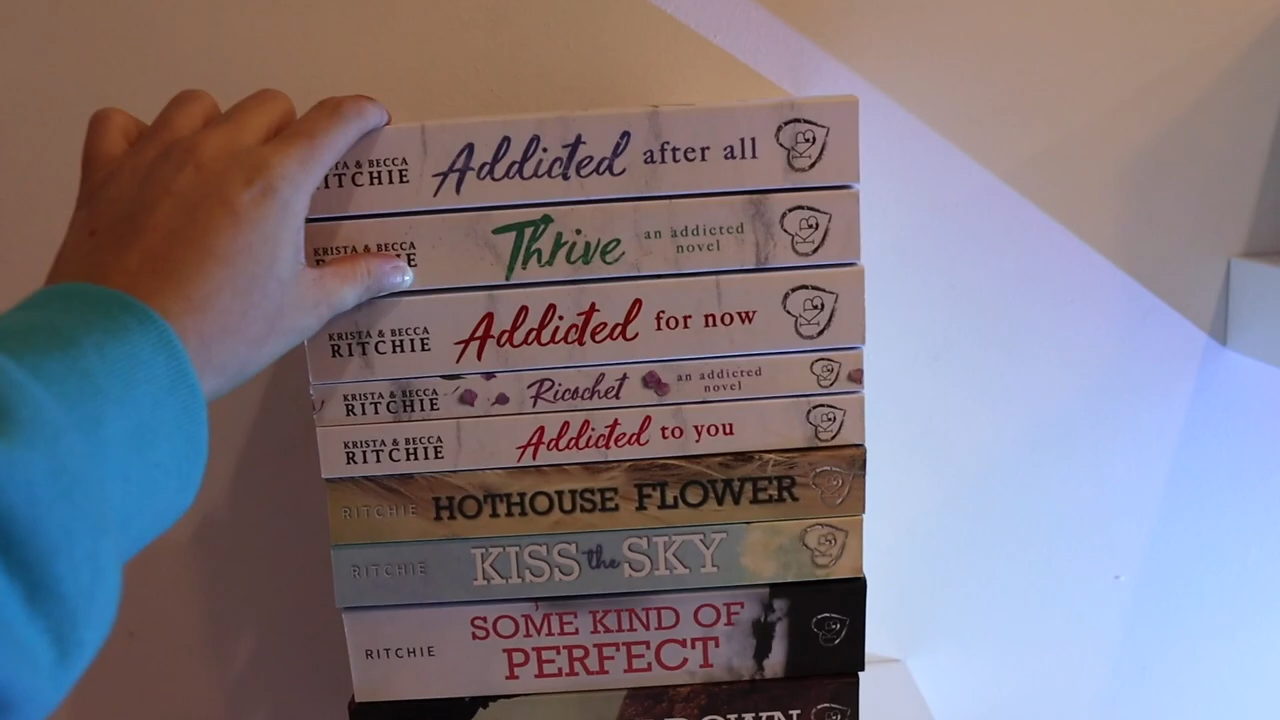 KRISTA & BECCA
RITCHIE
Addicted after all
KRISTA & BECCA
Thrive
an addicted
novel
KRISTA & BECCA
RITCHIE
Addicted for now
KRISTA & BECCA
RITCHIE
Ricochet
an addicted
novel
KRISTA & BECCA
RITCHIE
Addicted to you
RITCHIE
HOTHOUSE FLOWER
RITCHIE
KISS the SKY
RITCHIE
SOME KIND OF
PERFECT